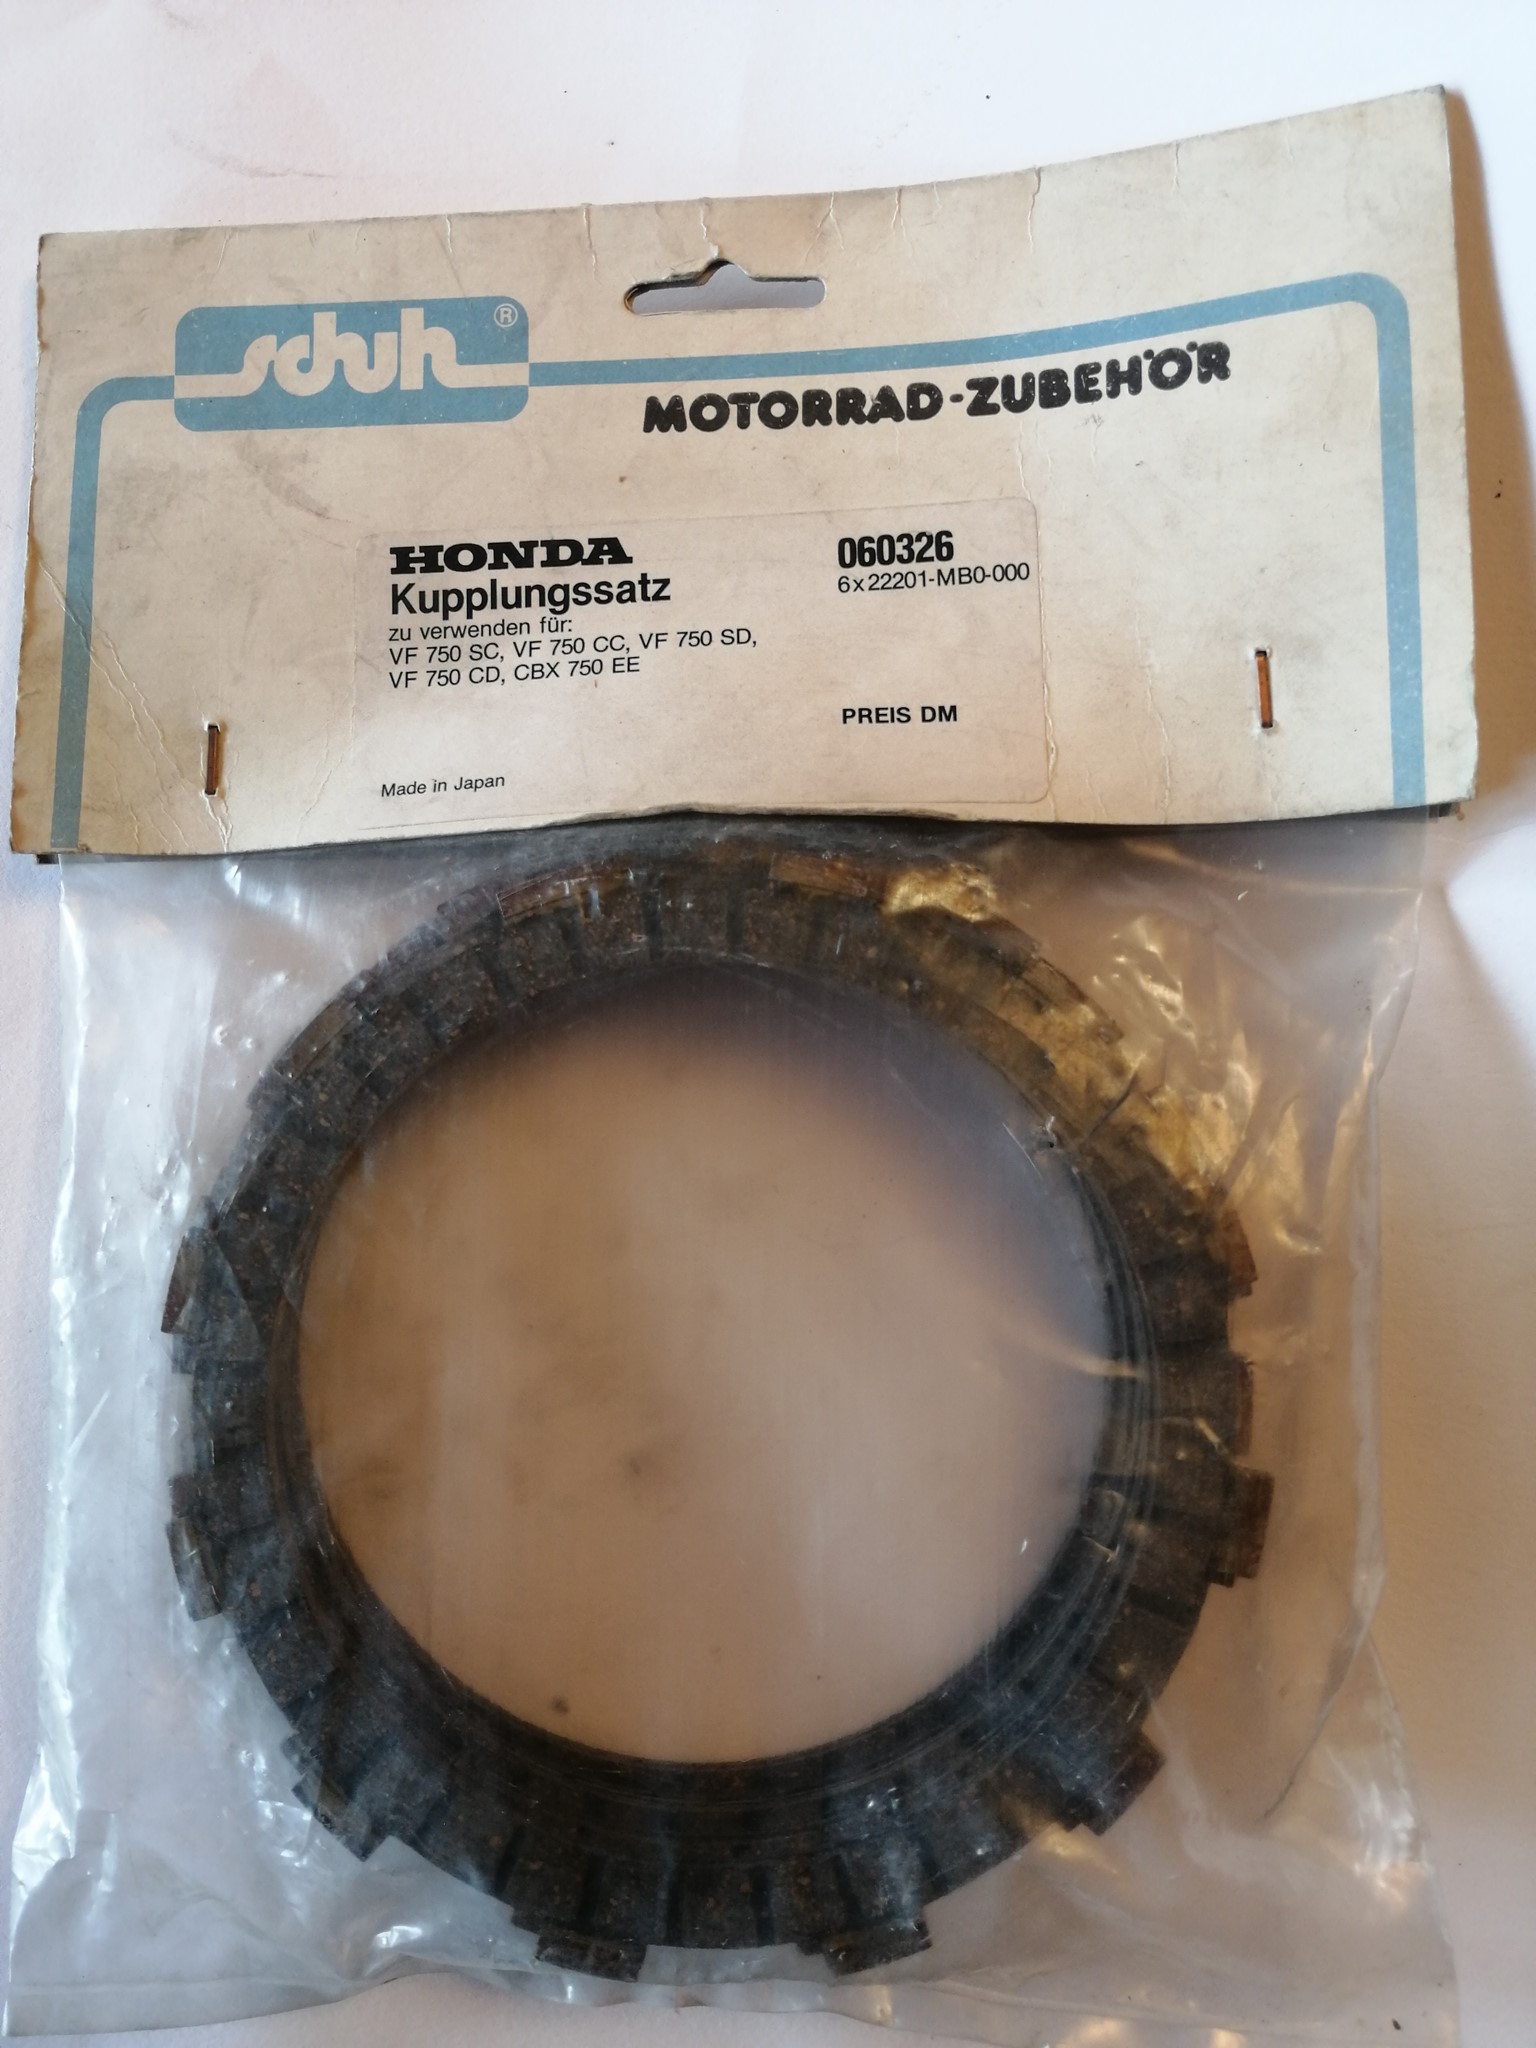 schuh ®
MOTORRAD-ZUBEHÖR
HONDA
Kupplungssatz
zu verwenden für:
VF 750 SC, VF 750 CC, VF 750 SD,
VF 750 CD, CBX 750 EE
060326
6x22201-MB0-000
PREIS DM
Made in Japan